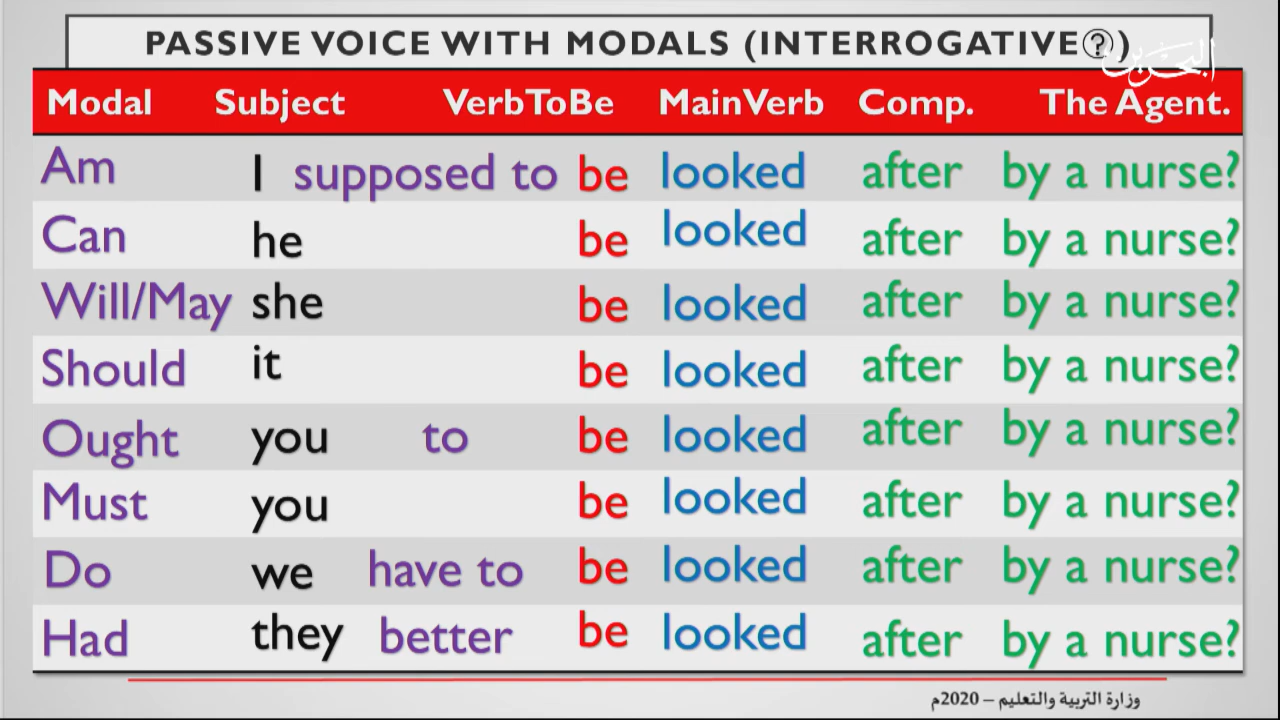 PASSIVE VOICE WITH MODALS (INTERROGATIVE?)
البحرين
Modal Subject VerbToBe MainVerb Comp. The Agent.
Am I supposed to be looked after by a nurse?
Can he be looked after by a nurse?
Will/May she be looked after by a nurse?
Should it be looked after by a nurse?
Ought you to be looked after by a nurse?
Must you be looked after by a nurse?
Do we have to be looked after by a nurse?
Had they better be looked after by a nurse?
وزارة التربية والتعليم – 2020م